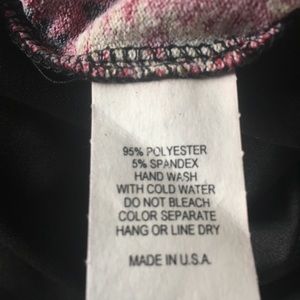 95% POLYESTER
5% SPANDEX
HAND WASH
WITH COLD WATER
DO NOT BLEACH
COLOR SEPARATE
HANG OR LINE DRY
MADE IN U.S.A.